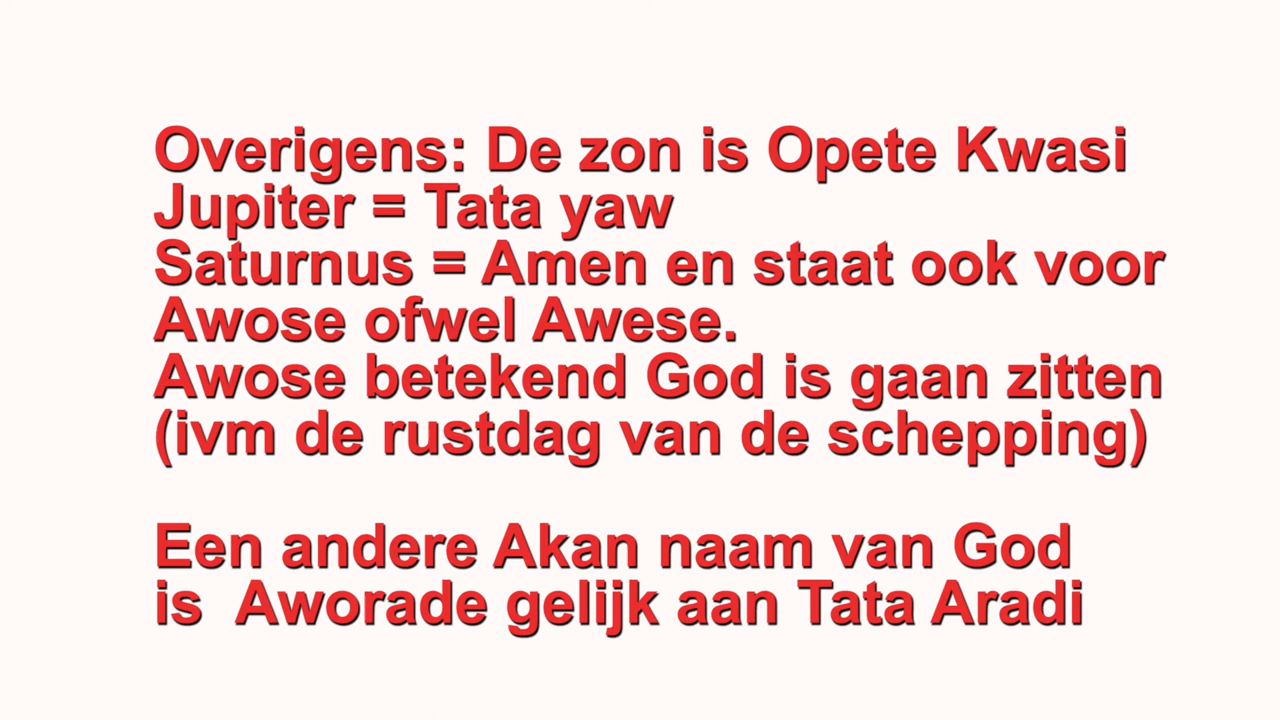 Overigens: De zon is Opete Kwasi
Jupiter = Tata yaw
Saturnus = Amen en staat ook voor
Awose ofwel Awese.
Awose betekend God is gaan zitten
(ivm de rustdag van de schepping)
Een andere Akan naam van God
is  Aworade gelijk aan Tata Aradi